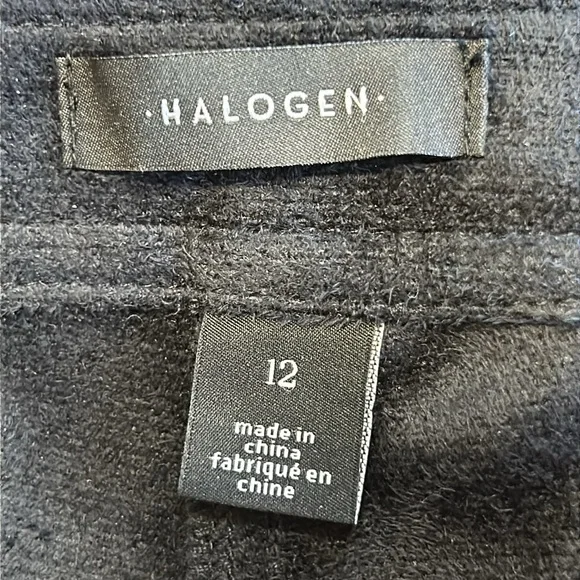 ·HALOGEN·
12
made in
china
fabriqué en
chine